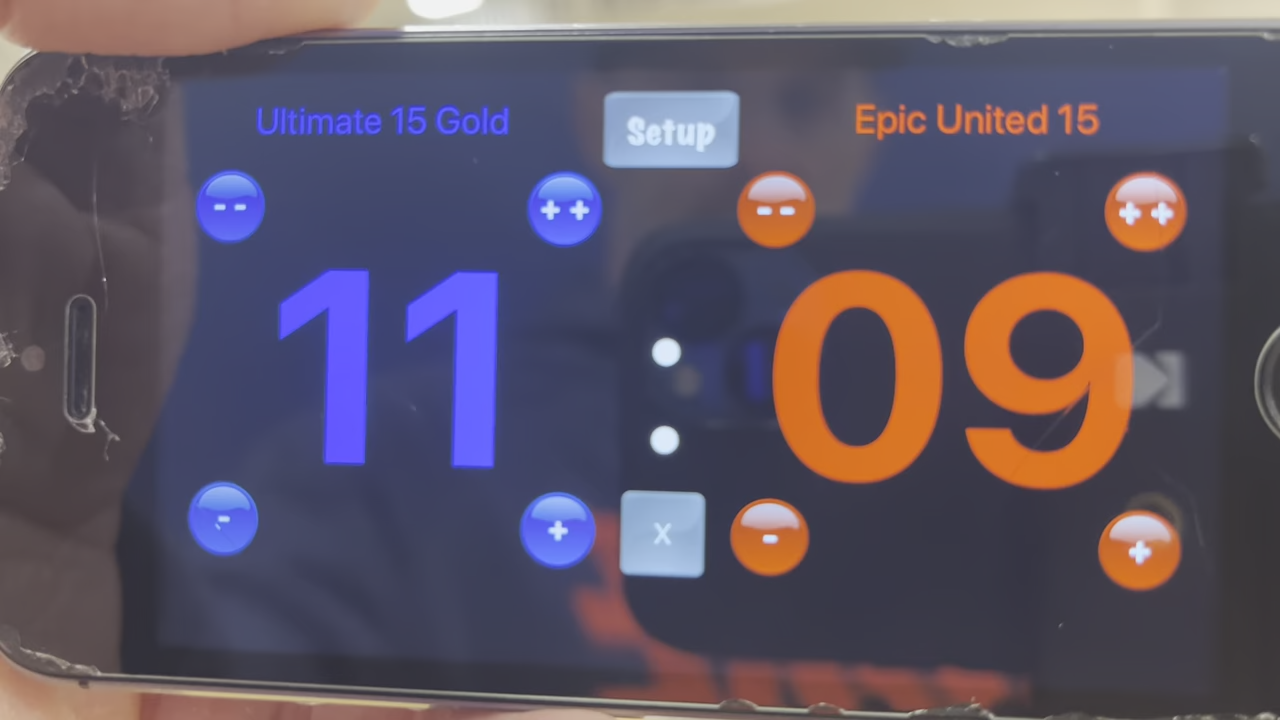 Ultimate 15 Gold
Setup
Epic United 15
-- ++ -- ++
11 : 09
- + X - +